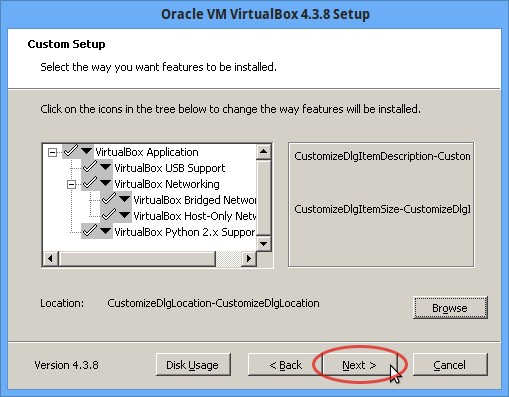 Oracle VM VirtualBox 4.3.8 Setup
Custom Setup
Select the way you want features to be installed.
Click on the icons in the tree below to change the way features will be installed.
VirtualBox Application
VirtualBox USB Support
VirtualBox Networking
VirtualBox Bridged Netwo
VirtualBox Host-Only Netw
VirtualBox Python 2.x Suppor
CustomizeDlgItemDescription-Custom
CustomizeDlgItemSize-CustomizeDlgI
Location: CustomizeDlgLocation-CustomizeDlgLocation
Browse
Version 4.3.8 Disk Usage < Back Next > Cancel